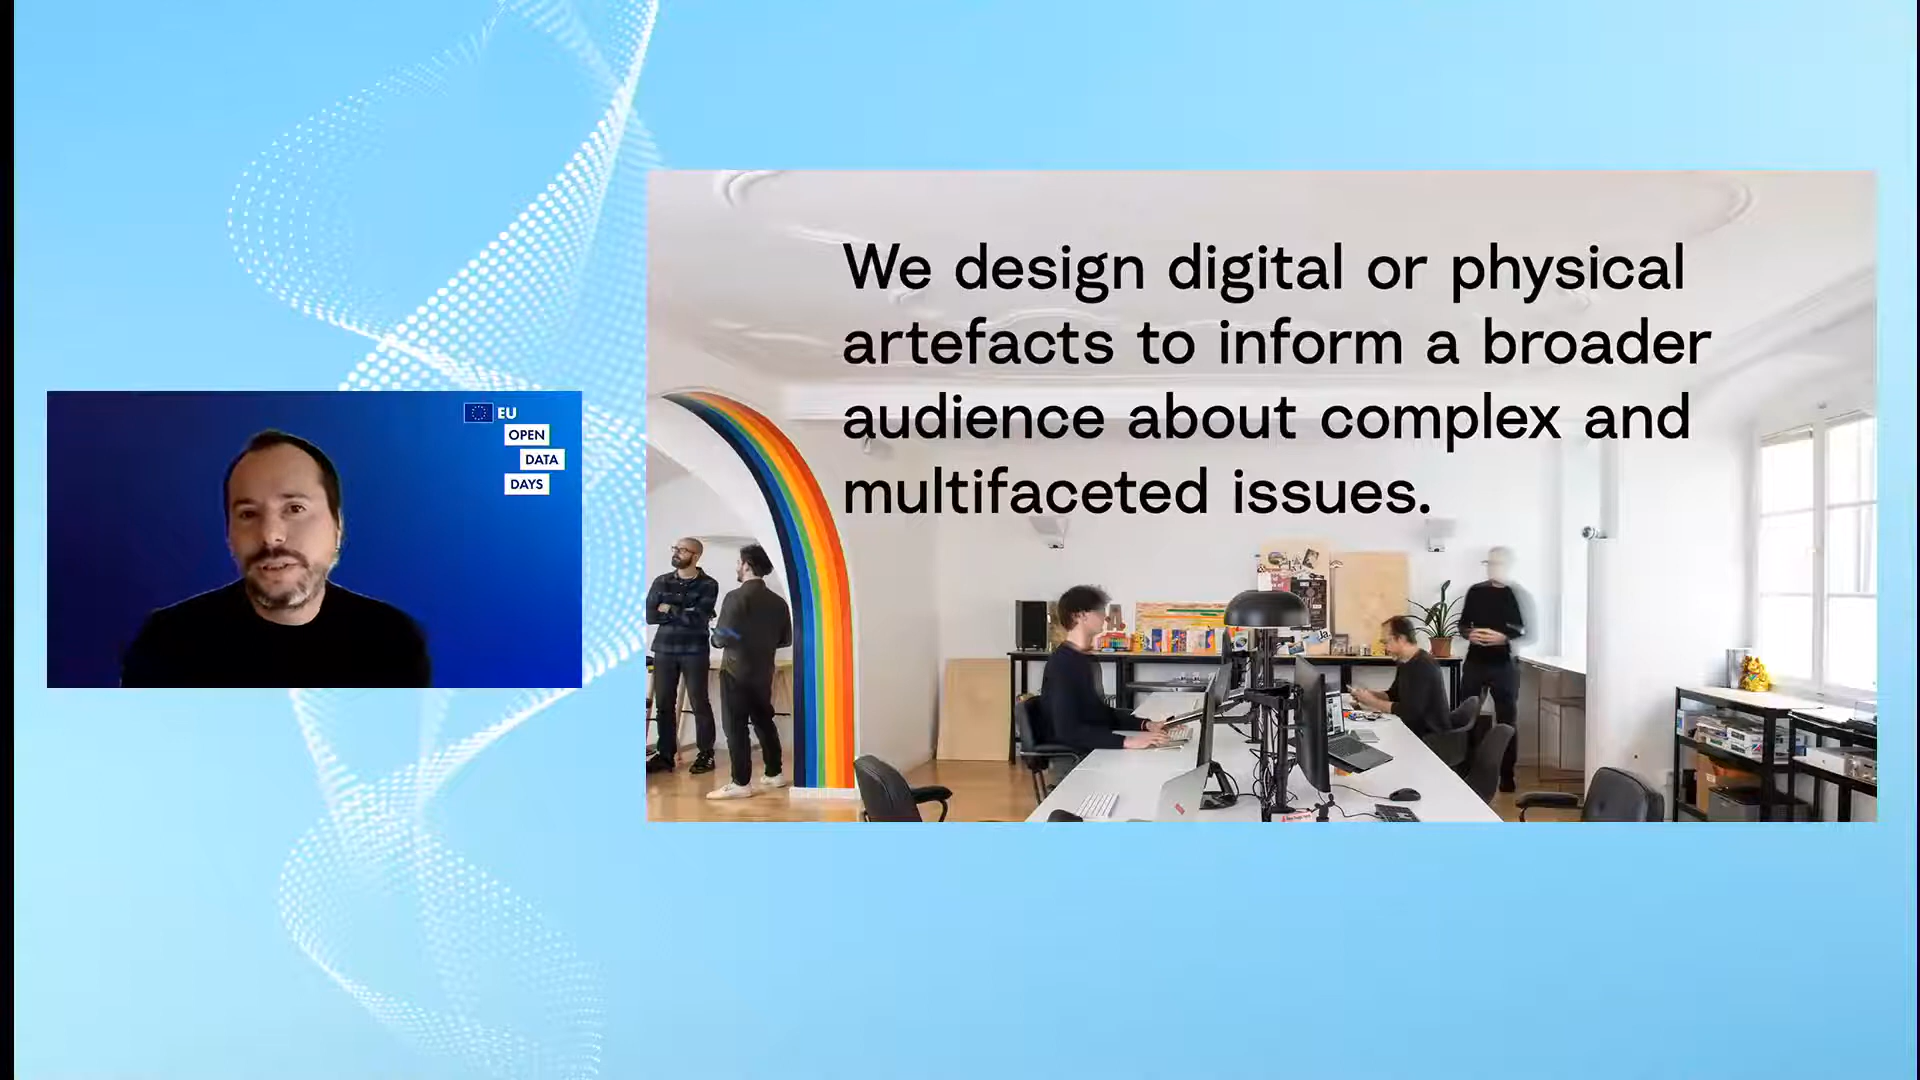 EU
OPEN
DATA
DAYS
We design digital or physical
artefacts to inform a broader
audience about complex and
multifaceted issues.